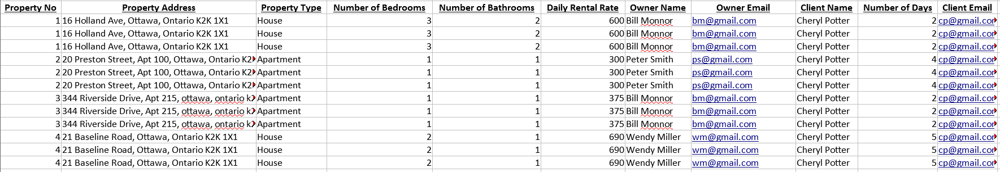 Property No Property Address Property Type Number of Bedrooms Number of Bathrooms Daily Rental Rate Owner Name Owner Email Client Name Number of Days Client Email
1 16 Holland Ave, Ottawa, Ontario K2K 1X1 House 3 2 600 Bill Monnor bm@gmail.com Cheryl Potter 2 cp@gmail.cor
1 16 Holland Ave, Ottawa, Ontario K2K 1X1 House 3 2 600 Bill Monnor bm@gmail.com Cheryl Potter 2 cp@gmail.cor
1 16 Holland Ave, Ottawa, Ontario K2K 1X1 House 3 2 600 Bill Monnor bm@gmail.com Cheryl Potter 2 cp@gmail.cor
2 20 Preston Street, Apt 100, Ottawa, Ontario K2 Apartment 1 1 300 Peter Smith ps@gmail.com Cheryl Potter 4 cp@gmail.cor
2 20 Preston Street, Apt 100, Ottawa, Ontario K2 Apartment 1 1 300 Peter Smith ps@gmail.com Cheryl Potter 4 cp@gmail.cor
2 20 Preston Street, Apt 100, Ottawa, Ontario K2 Apartment 1 1 300 Peter Smith ps@gmail.com Cheryl Potter 4 cp@gmail.cor
3 344 Riverside Drive, Apt 215, ottawa, ontario k2 Apartment 1 1 375 Bill Monnor bm@gmail.com Cheryl Potter 2 cp@gmail.cor
3 344 Riverside Drive, Apt 215, ottawa, ontario k2 Apartment 1 1 375 Bill Monnor bm@gmail.com Cheryl Potter 2 cp@gmail.cor
3 344 Riverside Drive, Apt 215, ottawa, ontario k2 Apartment 1 1 375 Bill Monnor bm@gmail.com Cheryl Potter 2 cp@gmail.cor
4 21 Baseline Road, Ottawa, Ontario K2K 1X1 House 2 1 690 Wendy Miller wm@gmail.com Cheryl Potter 5 cp@gmail.cor
4 21 Baseline Road, Ottawa, Ontario K2K 1X1 House 2 1 690 Wendy Miller wm@gmail.com Cheryl Potter 5 cp@gmail.cor
4 21 Baseline Road, Ottawa, Ontario K2K 1X1 House 2 1 690 Wendy Miller wm@gmail.com Cheryl Potter 5 cp@gmail.cor